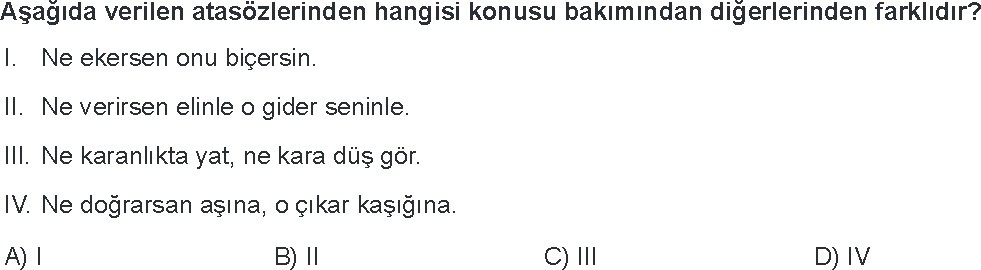 Aşağıda verilen atasözlerinden hangisi konusu bakımından diğerlerinden farklıdır?
I. Ne ekersen onu biçersin.
II. Ne verirsen elinle o gider seninle.
III. Ne karanlıkta yat, ne kara düş gör.
IV. Ne doğrarsan aşına, o çıkar kaşığına.
A) I B) II C) III D) IV